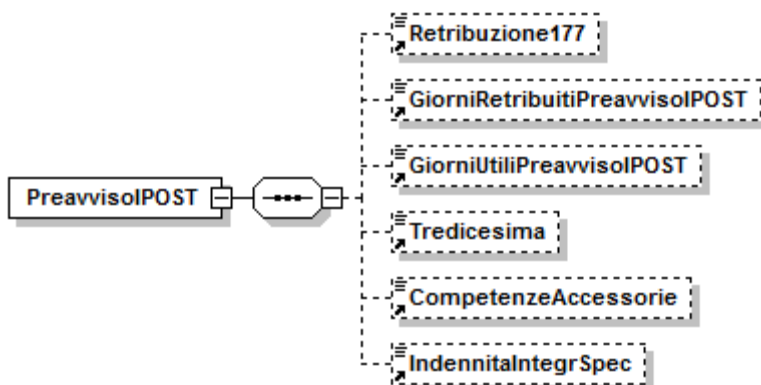 Retribuzione177
GiorniRetribuitiPreavvisoIPOST
GiorniUtiliPreavvisoIPOST
PreavvisoIPOST
Tredicesima
CompetenzeAccessorie
IndennitaIntegrSpec